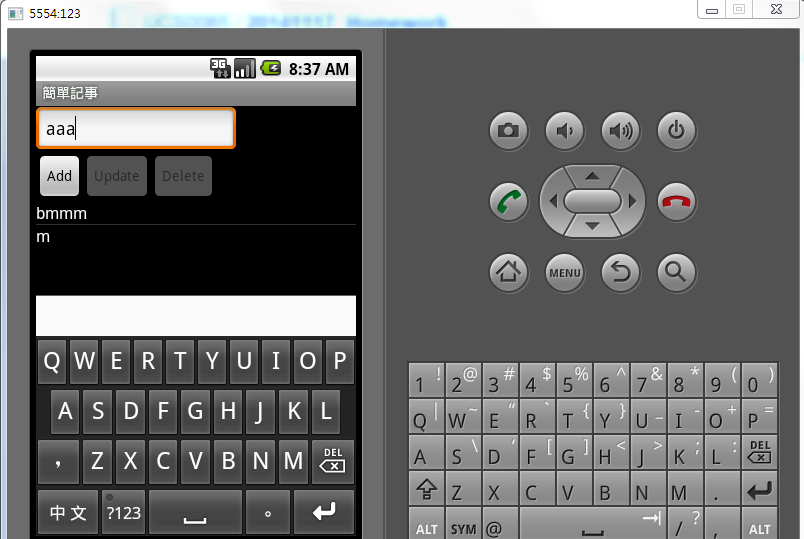 5554:123
UCS0061_20141117_Homework
3G 8:37 AM
簡單記事
aaa
Add Update Delete
bmmm
m
Q W E R T Y U I O P
A S D F G H J K L
， Z X C V B N M DEL
中文 ?123 。
MENU
1 ! 2 @ 3 # 4 $ 5 % 6 ^ 7 & 8 * 9 ( 0 )
Q | W ~ E “ R ` T { Y } U _ I - O + P =
A S \ D ‘ F [ G ] H < J > K ; L : DEL
Z X C V B N M .
ALT SYM @ / ? , ALT